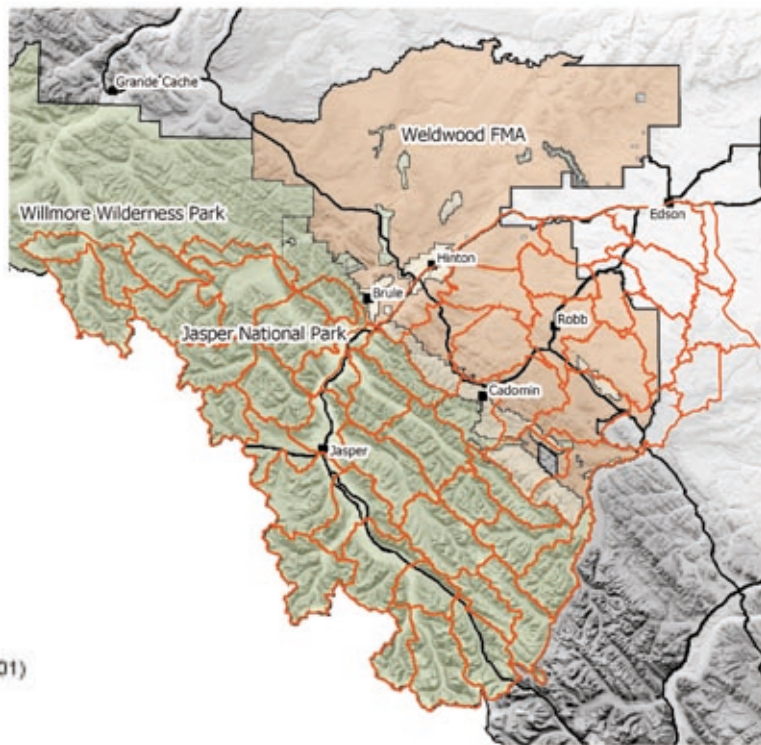 Grande Cache
Weldwood FMA
Willmore Wilderness Park
Edson
Hinton
Brule
Robb
Jasper National Park
Cadomin
Jasper
01)